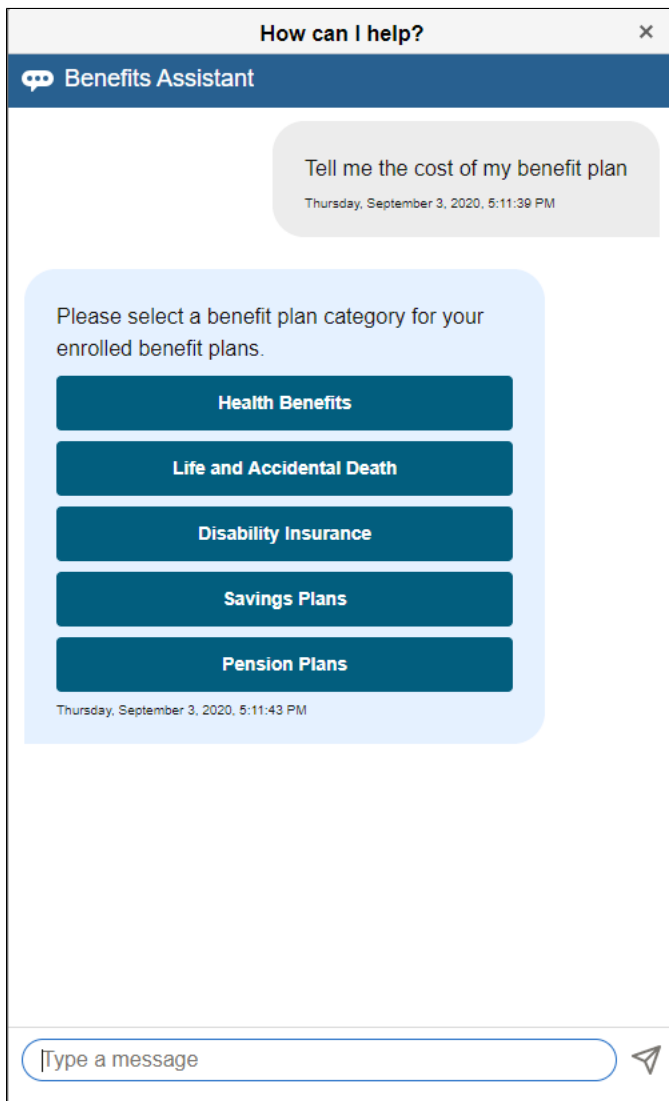 How can I help?
Benefits Assistant
Tell me the cost of my benefit plan
Thursday, September 3, 2020, 5:11:39 PM
Please select a benefit plan category for your
enrolled benefit plans.
Health Benefits
Life and Accidental Death
Disability Insurance
Savings Plans
Pension Plans
Thursday, September 3, 2020, 5:11:43 PM
Type a message